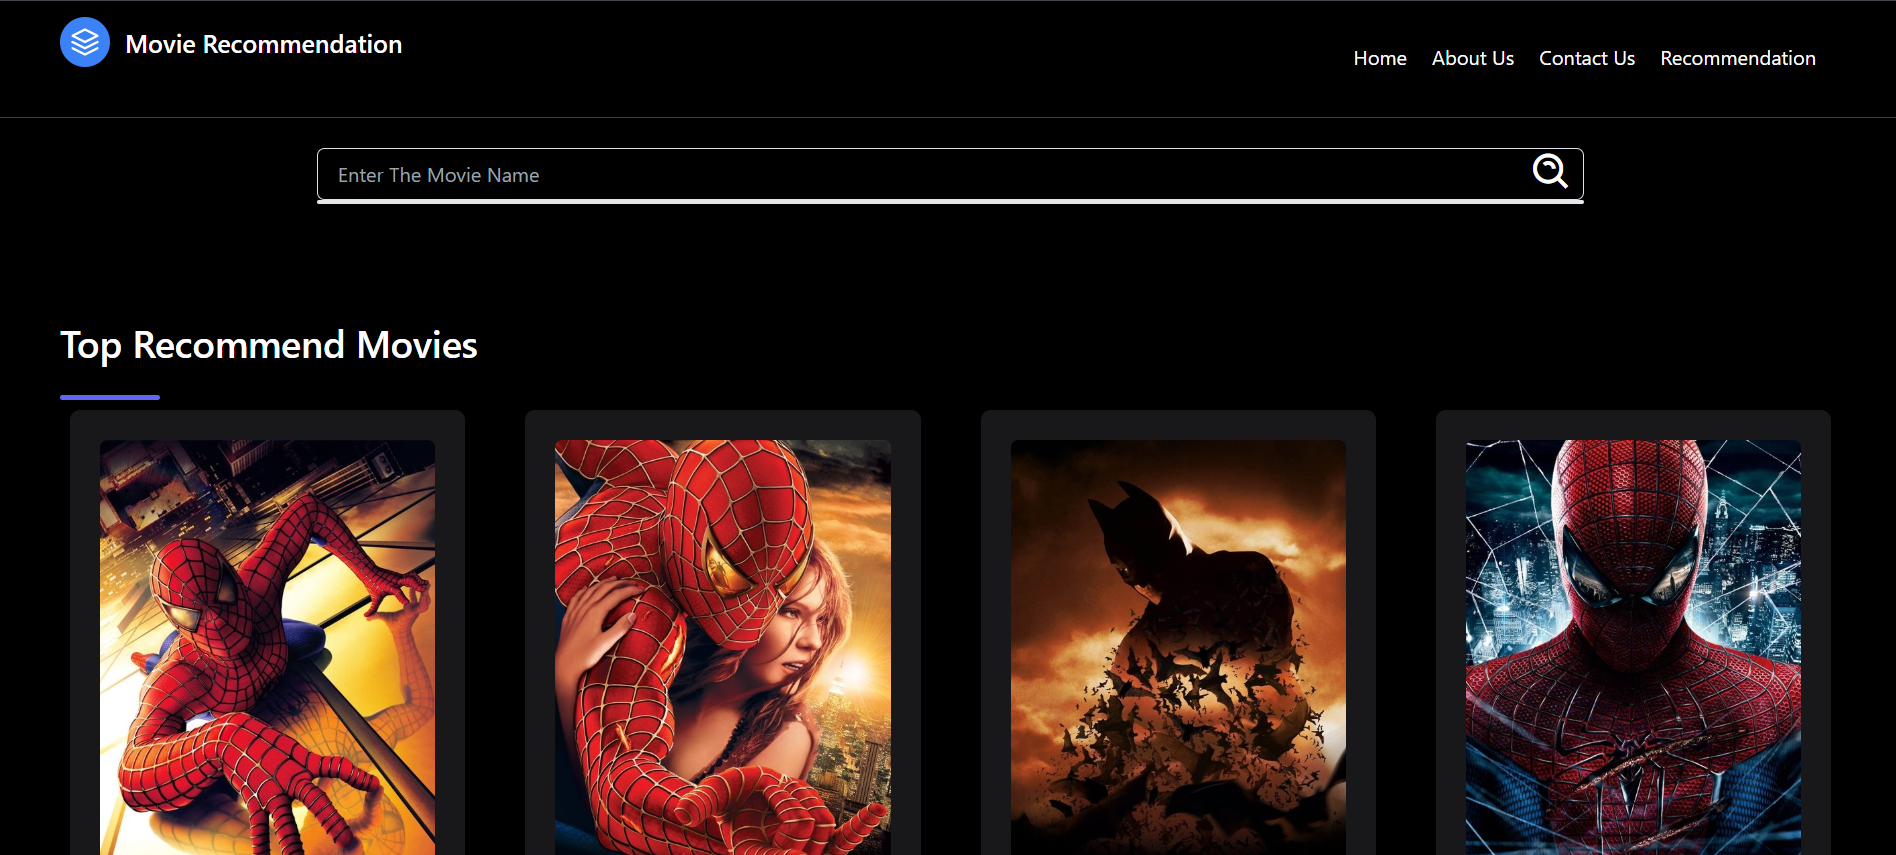 Movie Recommendation
Home About Us Contact Us Recommendation
Enter The Movie Name
Top Recommend Movies